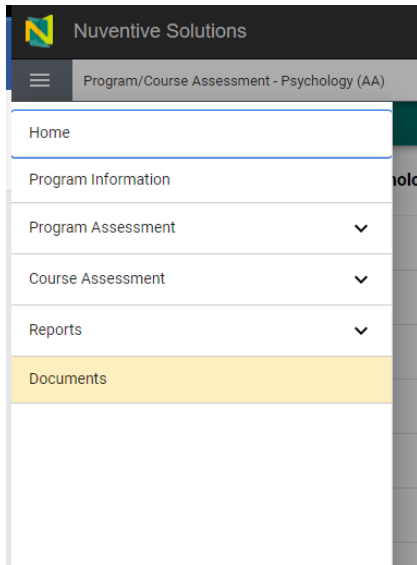 Nuventive Solutions
Program/Course Assessment - Psychology (AA)
Home
Program Information
Program Assessment
Course Assessment
Reports
Documents